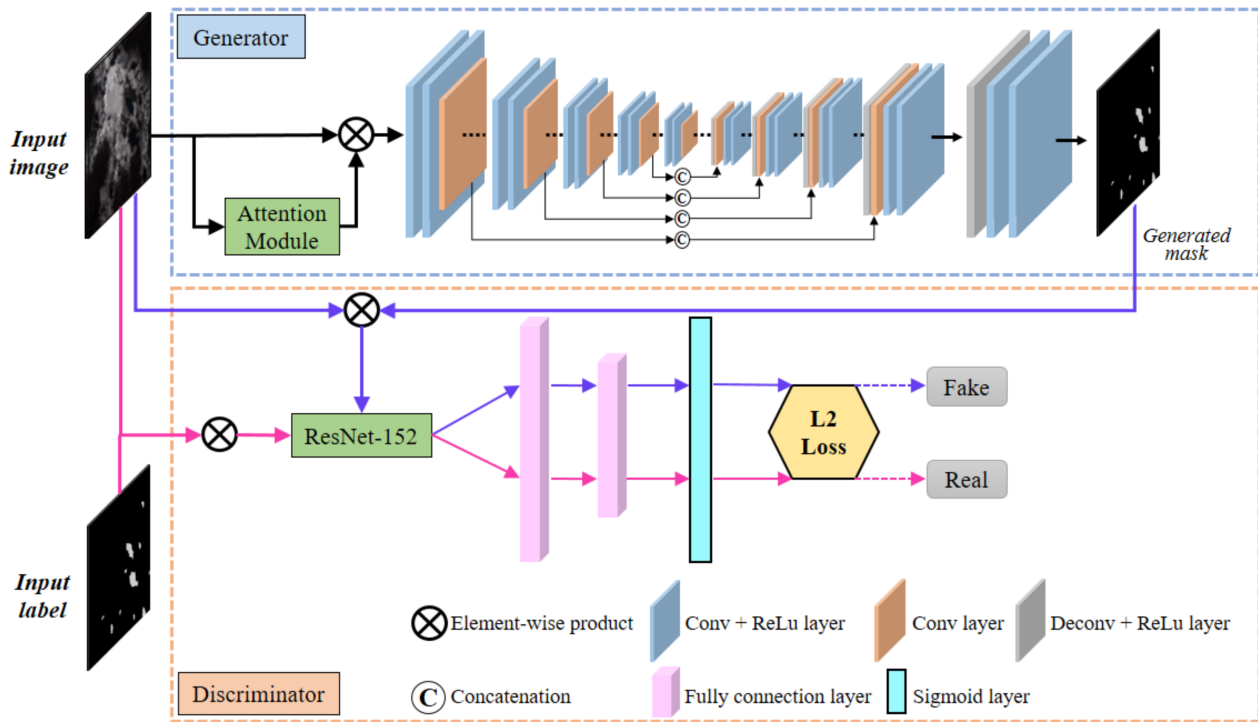 Generator
Input
image
Attention
Module
C
C
C
C
Generated
mask
ResNet-152
L2
Loss
Fake
Real
Input
label
Element-wise product
Conv + ReLu layer
Conv layer
Deconv + ReLu layer
C Concatenation
Fully connection layer
Sigmoid layer
Discriminator